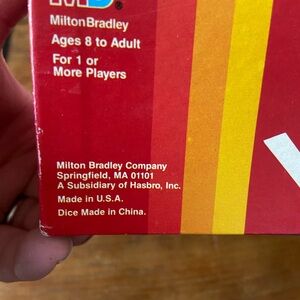 MB®
MiltonBradley
Ages 8 to Adult
For 1 or
More Players
Milton Bradley Company
Springfield, MA 01101
A Subsidiary of Hasbro, Inc.
Made in U.S.A.
Dice Made in China.